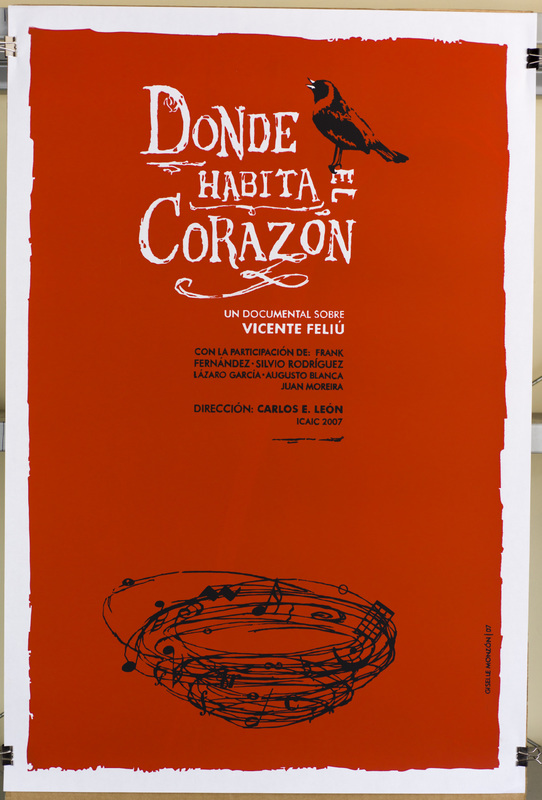 DONDE
HABITA EL
CORAZÓN
UN DOCUMENTAL SOBRE
VICENTE FELIÚ
CON LA PARTICIPACIÓN DE: FRANK
FERNÁNDEZ · SILVIO RODRÍGUEZ
LÁZARO GARCÍA · AUGUSTO BLANCA
JUAN MOREIRA
DIRECCIÓN: CARLOS E. LEÓN
ICAIC 2007
GISELLE MONZÓN | 07